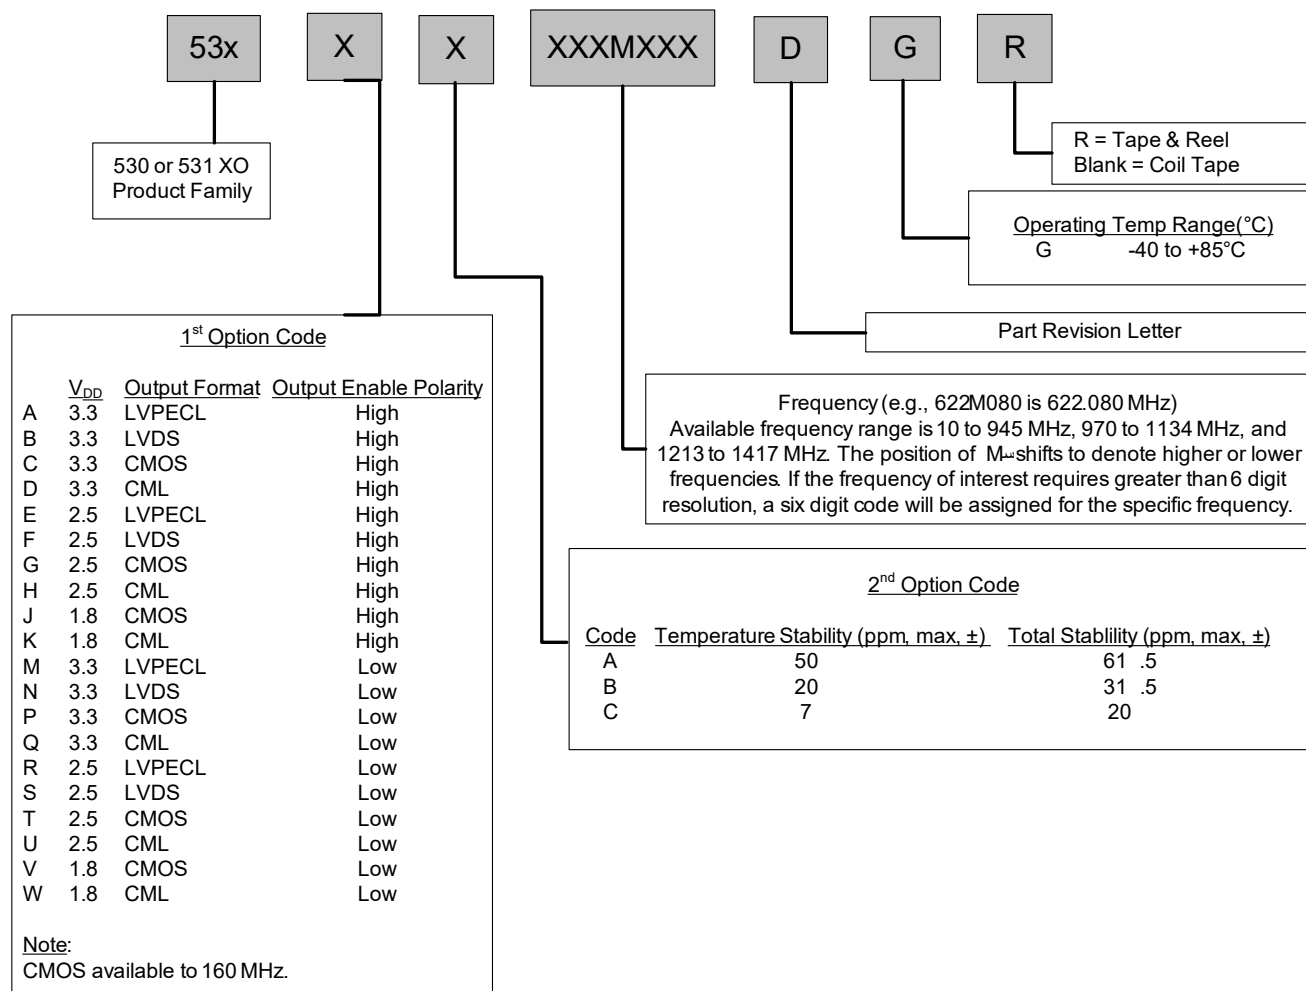 53x X X XXXMXXX D G R
530 or 531 XO
Product Family
R = Tape & Reel
Blank = Coil Tape
Operating Temp Range(°C)
G -40 to +85°C
Part Revision Letter
Frequency (e.g., 622M080 is 622.080 MHz)
Available frequency range is 10 to 945 MHz, 970 to 1134 MHz, and
1213 to 1417 MHz. The position of M shifts to denote higher or lower
frequencies. If the frequency of interest requires greater than 6 digit
resolution, a six digit code will be assigned for the specific frequency.
1st Option Code
VDD Output Format Output Enable Polarity
A 3.3 LVPECL High
B 3.3 LVDS High
C 3.3 CMOS High
D 3.3 CML High
E 2.5 LVPECL High
F 2.5 LVDS High
G 2.5 CMOS High
H 2.5 CML High
J 1.8 CMOS High
K 1.8 CML High
M 3.3 LVPECL Low
N 3.3 LVDS Low
P 3.3 CMOS Low
Q 3.3 CML Low
R 2.5 LVPECL Low
S 2.5 LVDS Low
T 2.5 CMOS Low
U 2.5 CML Low
V 1.8 CMOS Low
W 1.8 CML Low
Note:
CMOS available to 160 MHz.
2nd Option Code
Code Temperature Stability (ppm, max, ±) Total Stablility (ppm, max, ±)
A 50 61 .5
B 20 31 .5
C 7 20